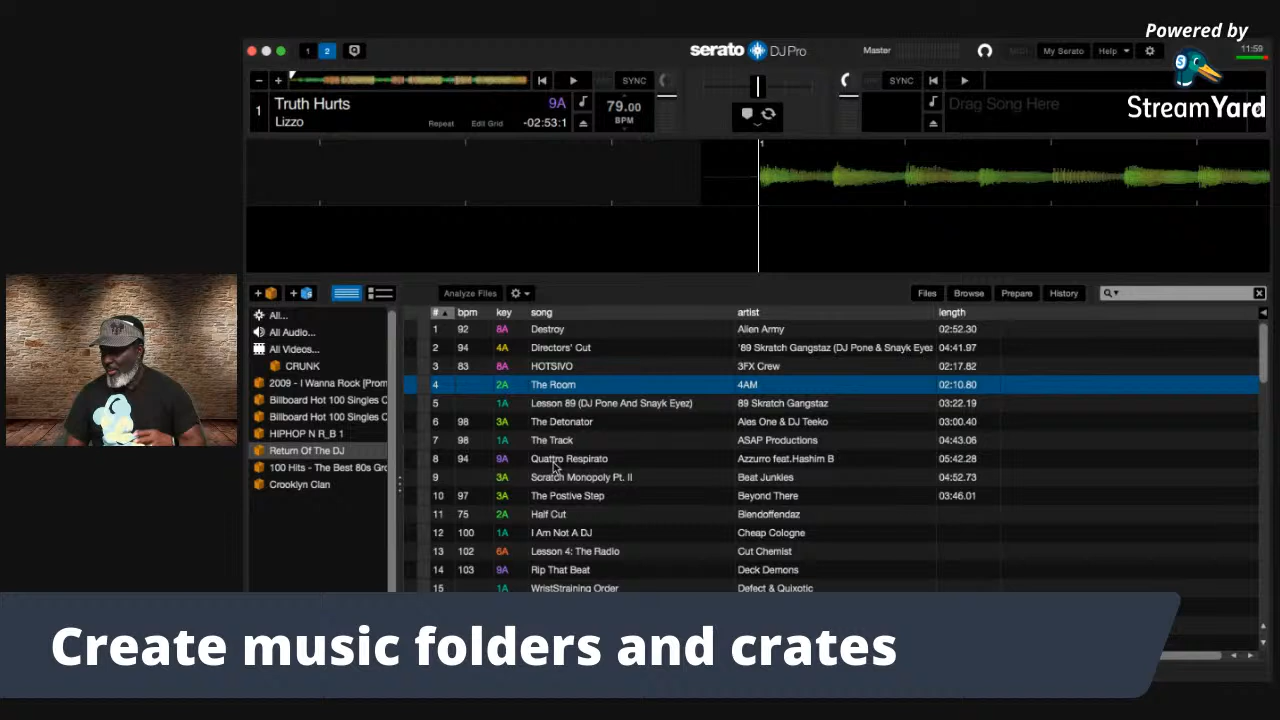 Powered by
StreamYard
1 2
serato DJ Pro
Master
MIDI
My Serato
Help
11:59
SYNC
SYNC
1
Truth Hurts
9A
Lizzo
Repeat
Edit Grid
-02:53:1
79.00
BPM
Drag Song Here
1
Analyze Files
Files
Browse
Prepare
History
All...
All Audio...
All Videos...
CRUNK
2009 - I Wanna Rock [Prom
Billboard Hot 100 Singles C
Billboard Hot 100 Singles C
HIPHOP N R_B 1
Return Of The DJ
100 Hits - The Best 80s Gro
Crooklyn Clan
# bpm key song artist length
1 92 8A Destroy Alien Army 02:52.30
2 94 4A Directors' Cut '89 Skratch Gangstaz (DJ Pone & Snayk Eyez 04:41.97
3 83 8A HOTSIVO 3FX Crew 02:17.82
4 2A The Room 4AM 02:10.80
5 1A Lesson 89 (DJ Pone And Snayk Eyez) 89 Skratch Gangstaz 03:22.19
6 98 3A The Detonator Ales One & DJ Teeko 03:00.40
7 98 1A The Track ASAP Productions 04:43.06
8 94 9A Quattro Respirato Azzurro feat.Hashim B 05:42.28
9 3A Scratch Monopoly Pt. II Beat Junkies 04:52.73
10 97 3A The Postive Step Beyond There 03:46.01
11 75 2A Half Cut Blendoffendaz
12 100 1A I Am Not A DJ Cheap Cologne
13 102 6A Lesson 4: The Radio Cut Chemist
14 103 9A Rip That Beat Deck Demons
15 1A WristStraining Order Defect & Quixotic
Create music folders and crates